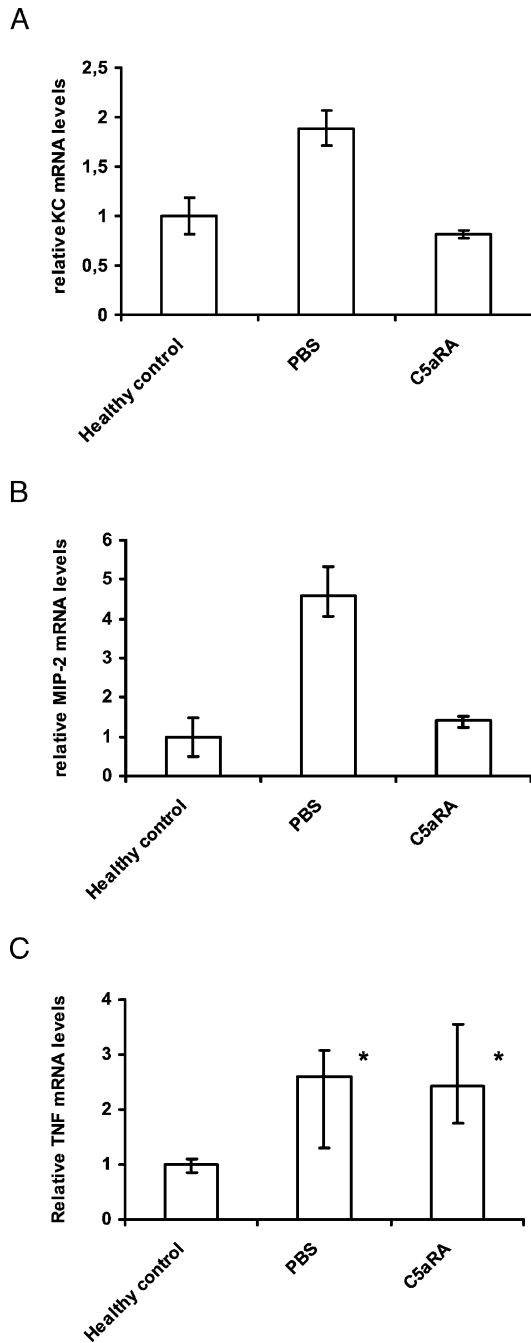 A
relative KC mRNA levels
2,5
2
1,5
1
0,5
0
Healthy control
PBS
C5aRA
B
relative MIP-2 mRNA levels
6
5
4
3
2
1
0
Healthy control
PBS
C5aRA
C
Relative TNF mRNA levels
4
3
2
1
0
*
*
Healthy control
PBS
C5aRA